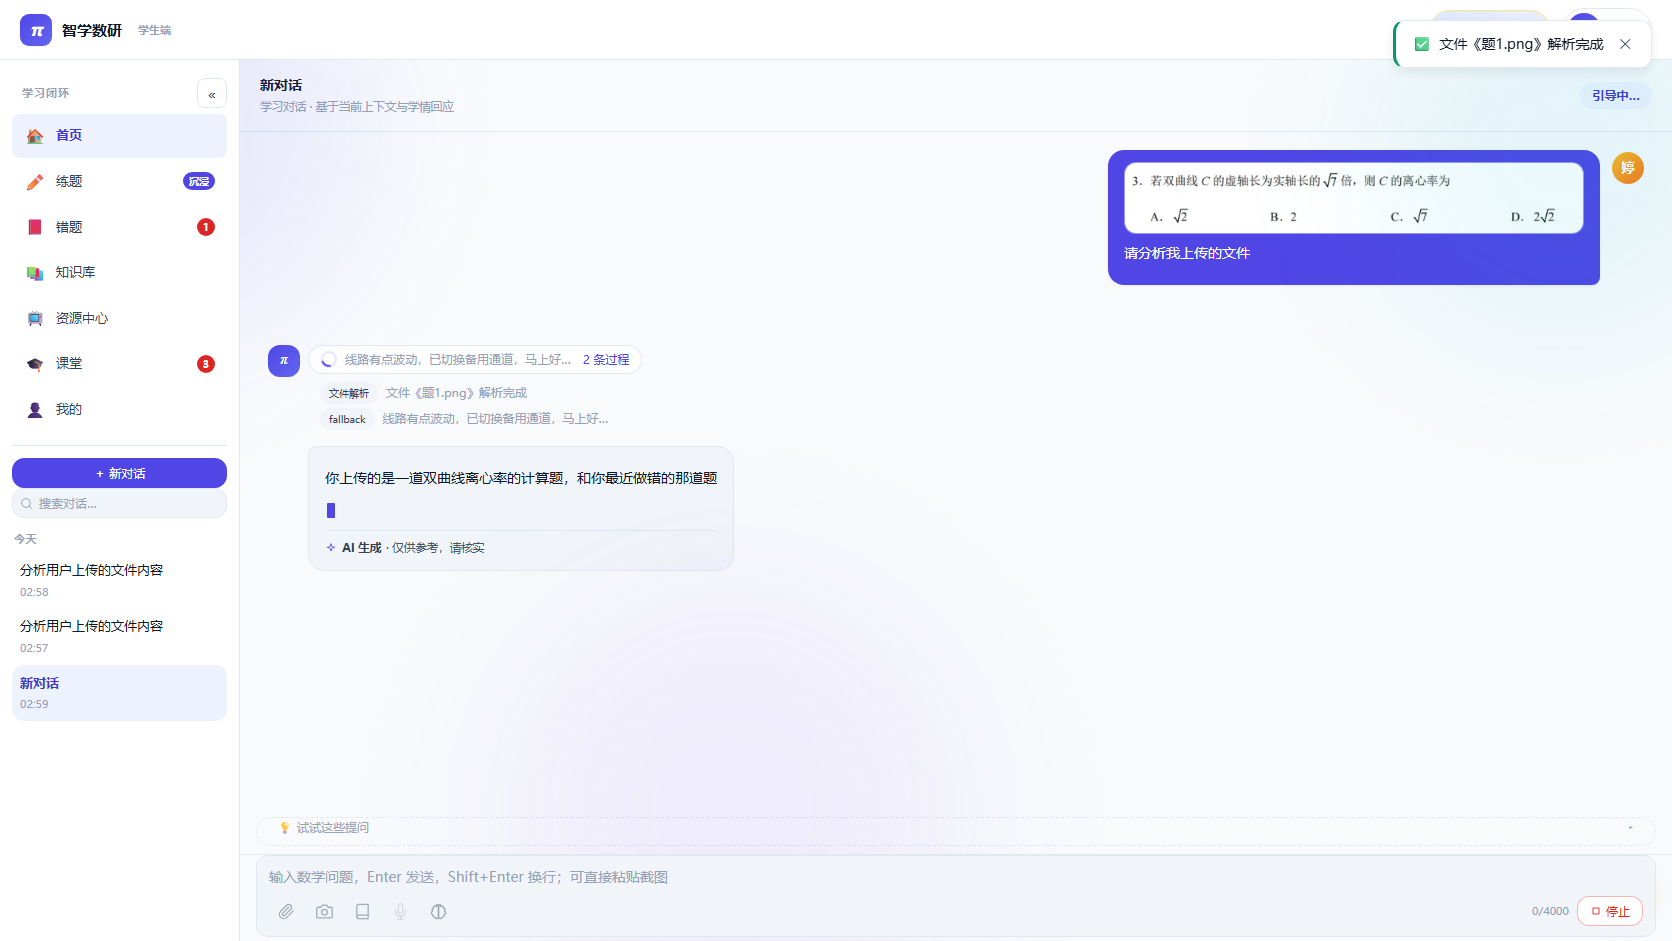 π 智学数研 学生端
✅ 文件《题1.png》解析完成 ×
学习闭环 «
首页
练题 沉浸
错题 1
知识库
资源中心
课堂 3
我的
+ 新对话
搜索对话...
今天
分析用户上传的文件内容
02:58
分析用户上传的文件内容
02:57
新对话
02:59
新对话
学习对话 · 基于当前上下文与学情回应
引导中...
3. 若双曲线 C 的虚轴长为实轴长的 √7 倍，则 C 的离心率为
A. √2 B. 2 C. √7 D. 2√2
请分析我上传的文件
婷
π
线路有点波动，已切换备用通道，马上好... 2 条过程
文件解析 文件《题1.png》解析完成
fallback 线路有点波动，已切换备用通道，马上好...
你上传的是一道双曲线离心率的计算题，和你最近做错的那道题
AI 生成 · 仅供参考，请核实
试试这些提问
输入数学问题，Enter 发送，Shift+Enter 换行；可直接粘贴截图
0/4000 停止